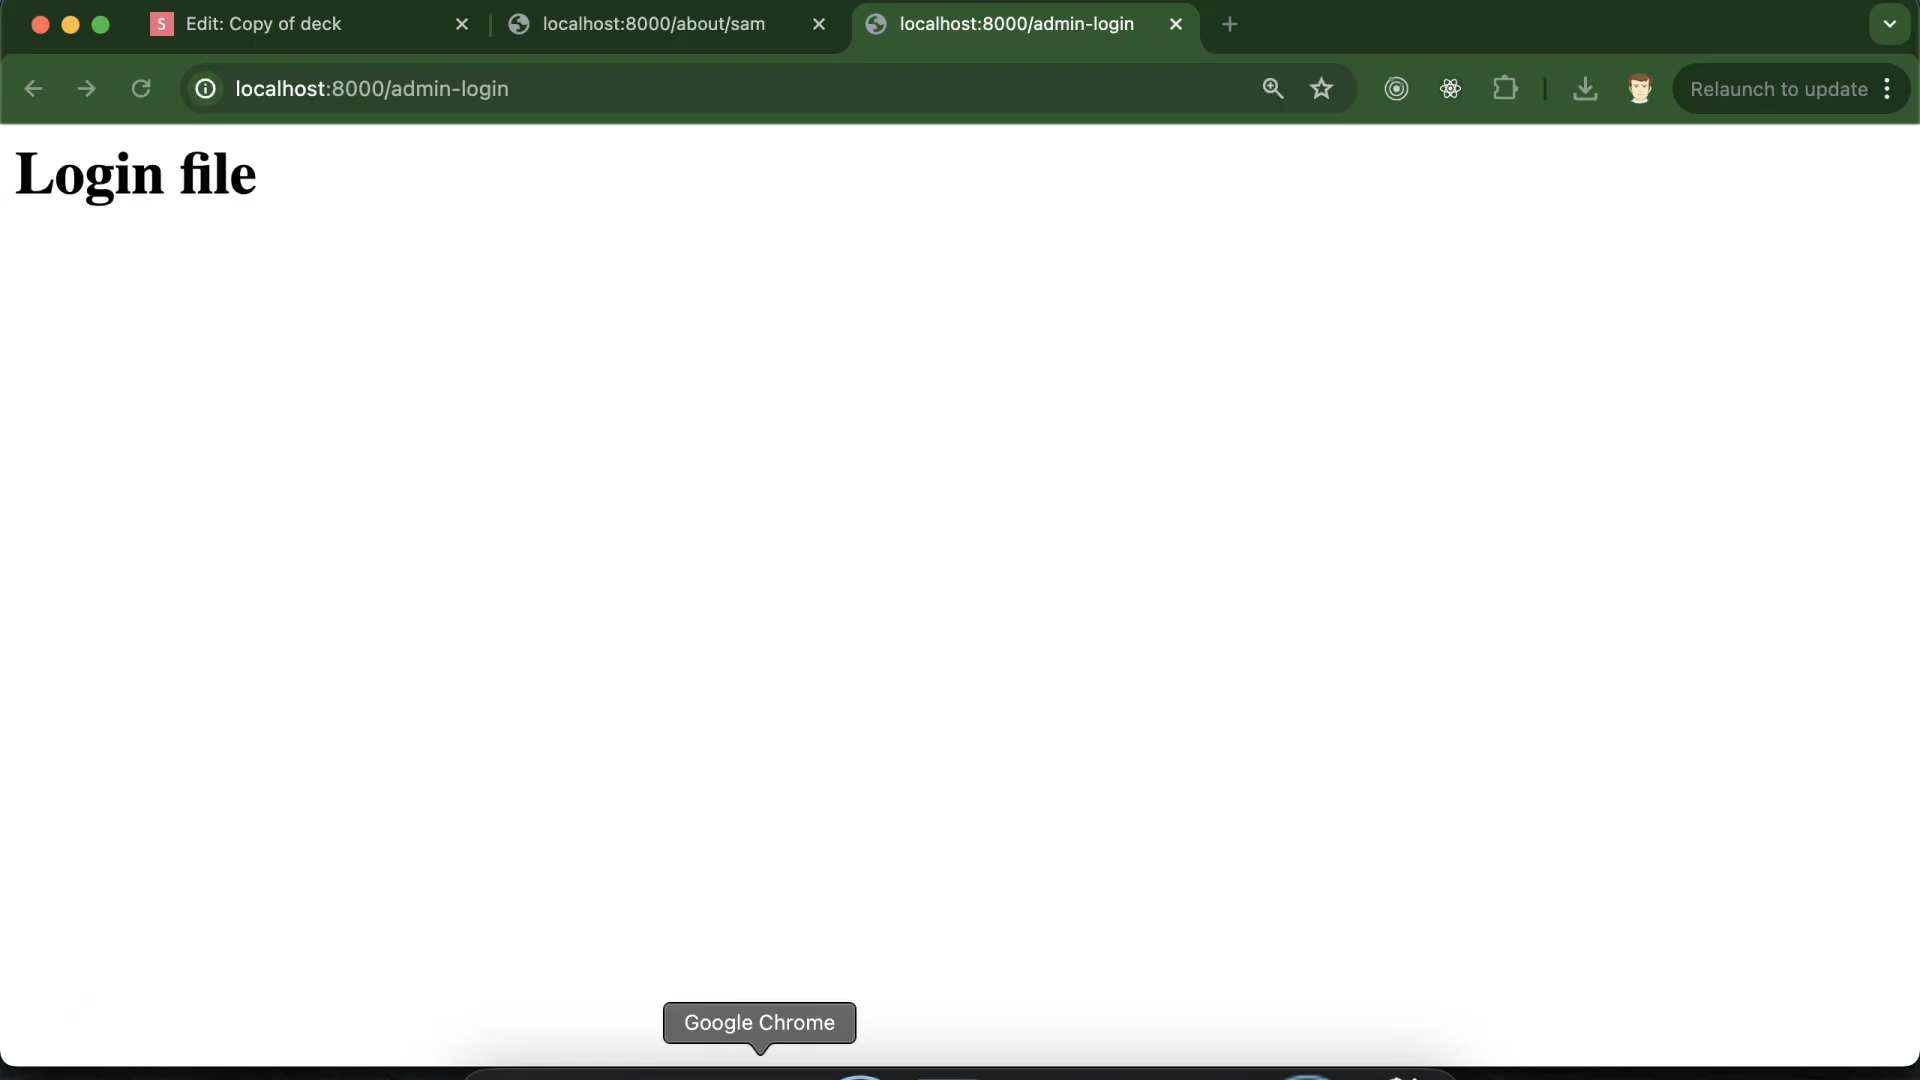 S Edit: Copy of deck
localhost:8000/about/sam
localhost:8000/admin-login
localhost:8000/admin-login
Relaunch to update
Login file
Google Chrome